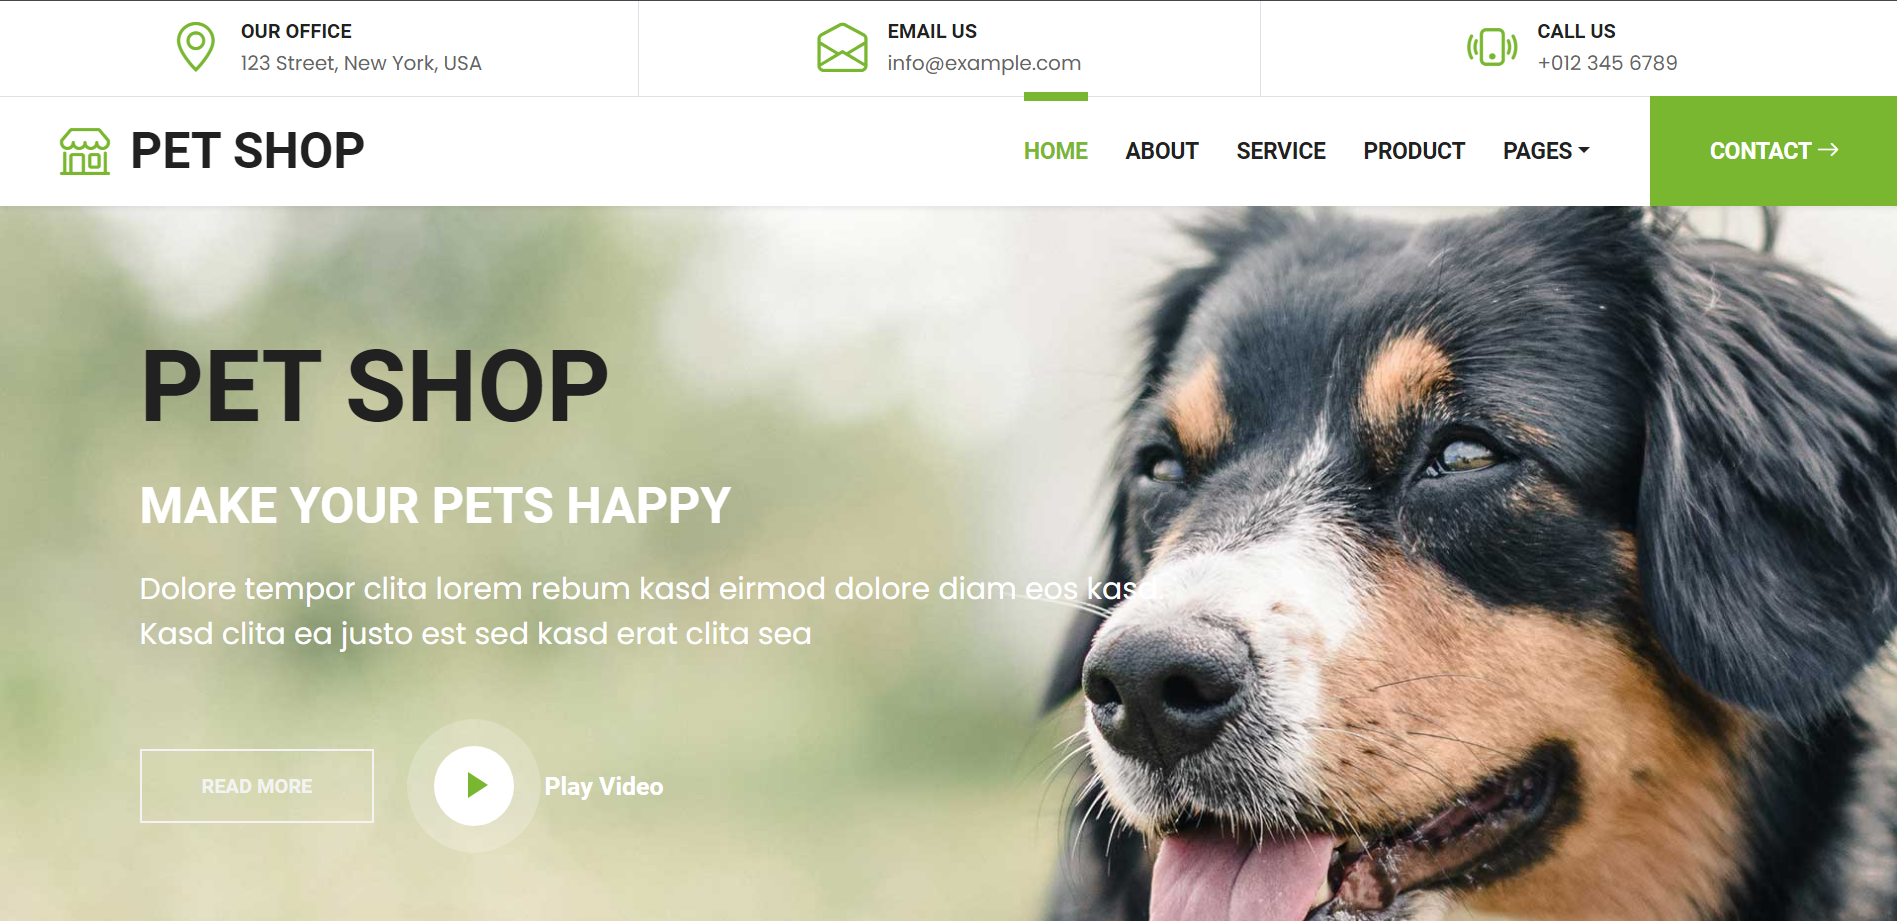 OUR OFFICE
123 Street, New York, USA
EMAIL US
info@example.com
CALL US
+012 345 6789
PET SHOP
HOME
ABOUT
SERVICE
PRODUCT
PAGES
CONTACT
PET SHOP
MAKE YOUR PETS HAPPY
Dolore tempor clita lorem rebum kasd eirmod dolore diam eos kasd.
Kasd clita ea justo est sed kasd erat clita sea
READ MORE
Play Video